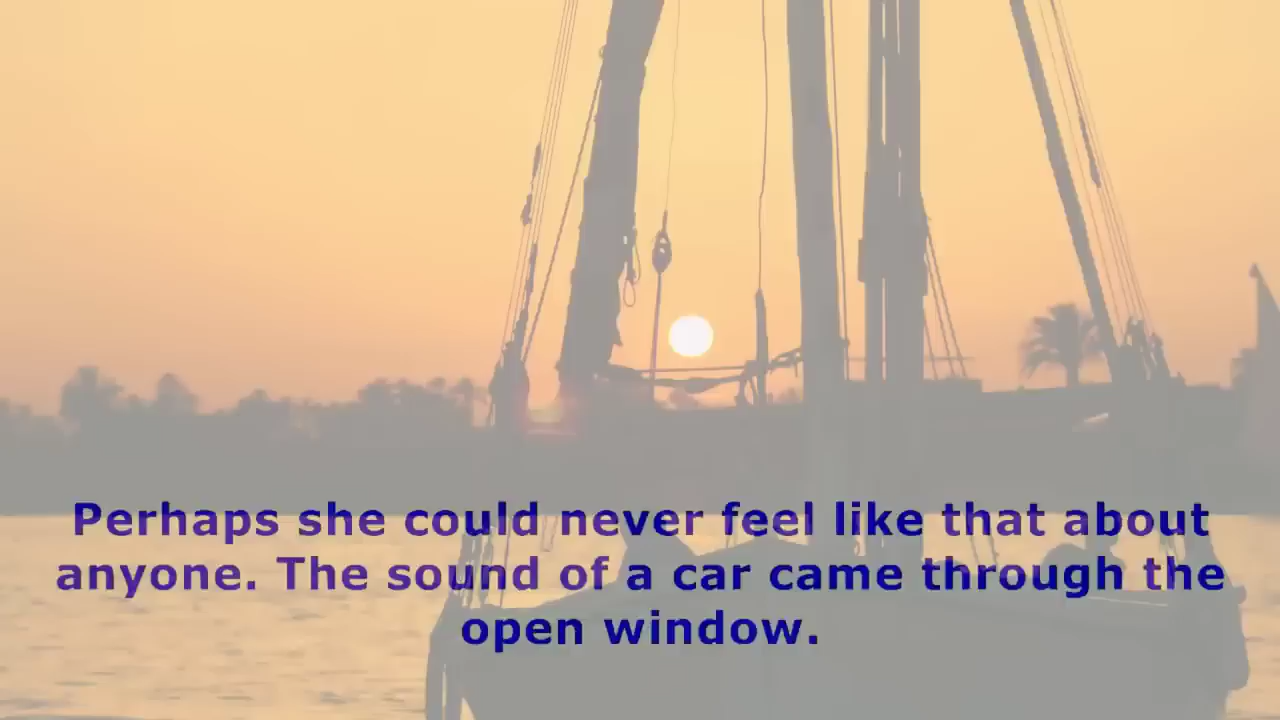 Perhaps she could never feel like that about
anyone. The sound of a car came through the
open window.